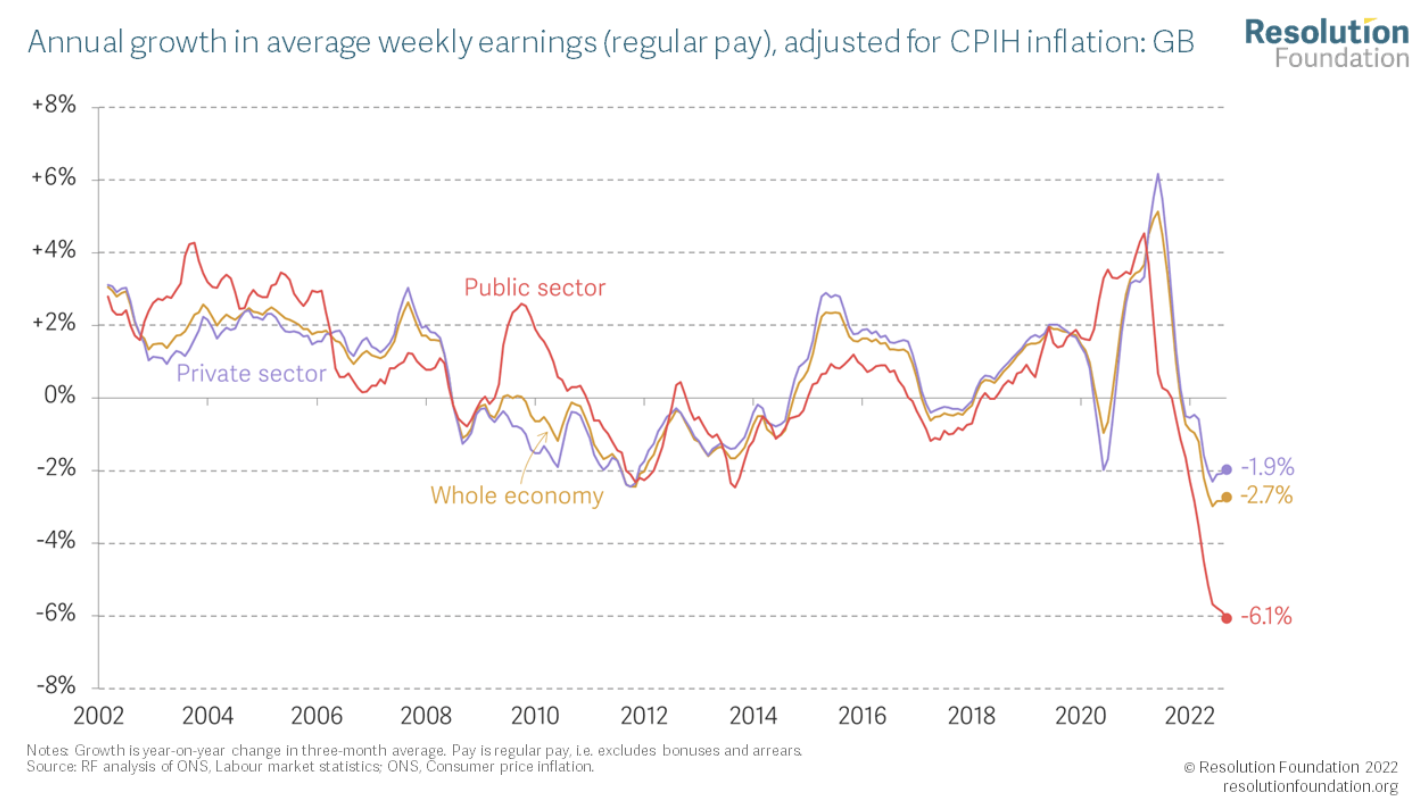 Annual growth in average weekly earnings (regular pay), adjusted for CPIH inflation: GB
Resolution
Foundation
+8%
+6%
+4%
+2%
0%
-2%
-4%
-6%
-8%
Public sector
Private sector
Whole economy
-1.9%
-2.7%
-6.1%
2002 2004 2006 2008 2010 2012 2014 2016 2018 2020 2022
Notes: Growth is year-on-year change in three-month average. Pay is regular pay, i.e. excludes bonuses and arrears.
Source: RF analysis of ONS, Labour market statistics; ONS, Consumer price inflation.
© Resolution Foundation 2022
resolutionfoundation.org